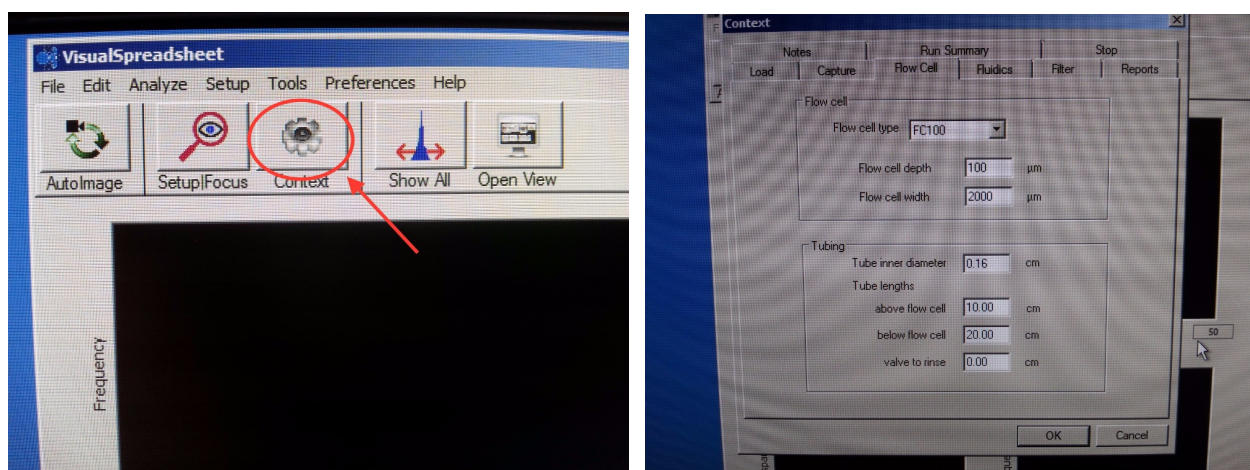 VisualSpreadsheet
File Edit Analyze Setup Tools Preferences Help
AutoImage Setup|Focus Context Show All Open View
Frequency
Context
Notes Run Summary Stop
Load Capture Flow Cell Fluidics Filter Reports
Flow cell
Flow cell type FC100
Flow cell depth 100 µm
Flow cell width 2000 µm
Tubing
Tube inner diameter 0.16 cm
Tube lengths
above flow cell 10.00 cm
below flow cell 20.00 cm
valve to rinse 0.00 cm
50
OK Cancel